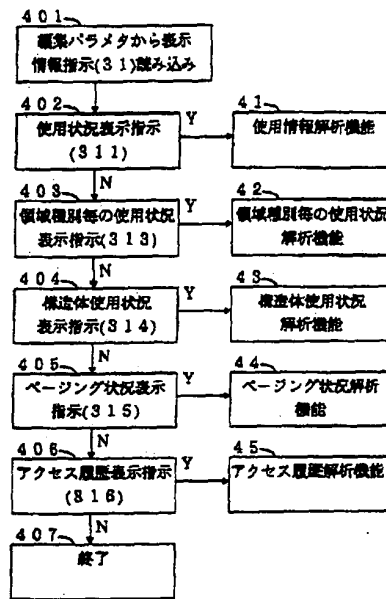 401
編集パラメタから表示
情報指示(31)読み込み
402
使用状況表示指示
(311)
Y
41
使用情報解析機能
N
403
領域種別毎の使用状況
表示指示(313)
Y
42
領域種別毎の使用状況
解析機能
N
404
構造体使用状況
表示指示(314)
Y
43
構造体使用状況
解析機能
N
405
ページング状況表示
指示(315)
Y
44
ページング状況解析
機能
N
406
アクセス履歴表示指示
(316)
Y
45
アクセス履歴解析機能
N
407
終了